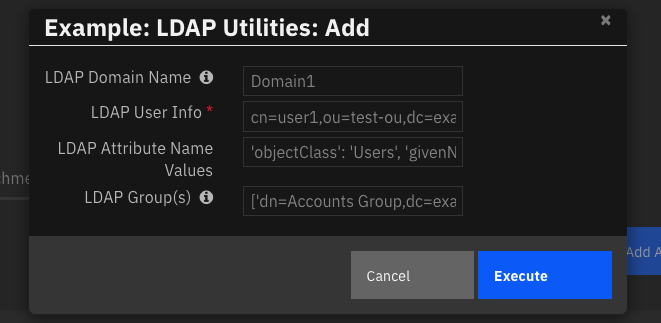 Example: LDAP Utilities: Add
×
LDAP Domain Name
Domain1
LDAP User Info *
cn=user1,ou=test-ou,dc=exa
LDAP Attribute Name
Values
'objectClass': 'Users', 'givenN
LDAP Group(s)
['dn=Accounts Group,dc=exa
chme
Add A
Cancel
Execute